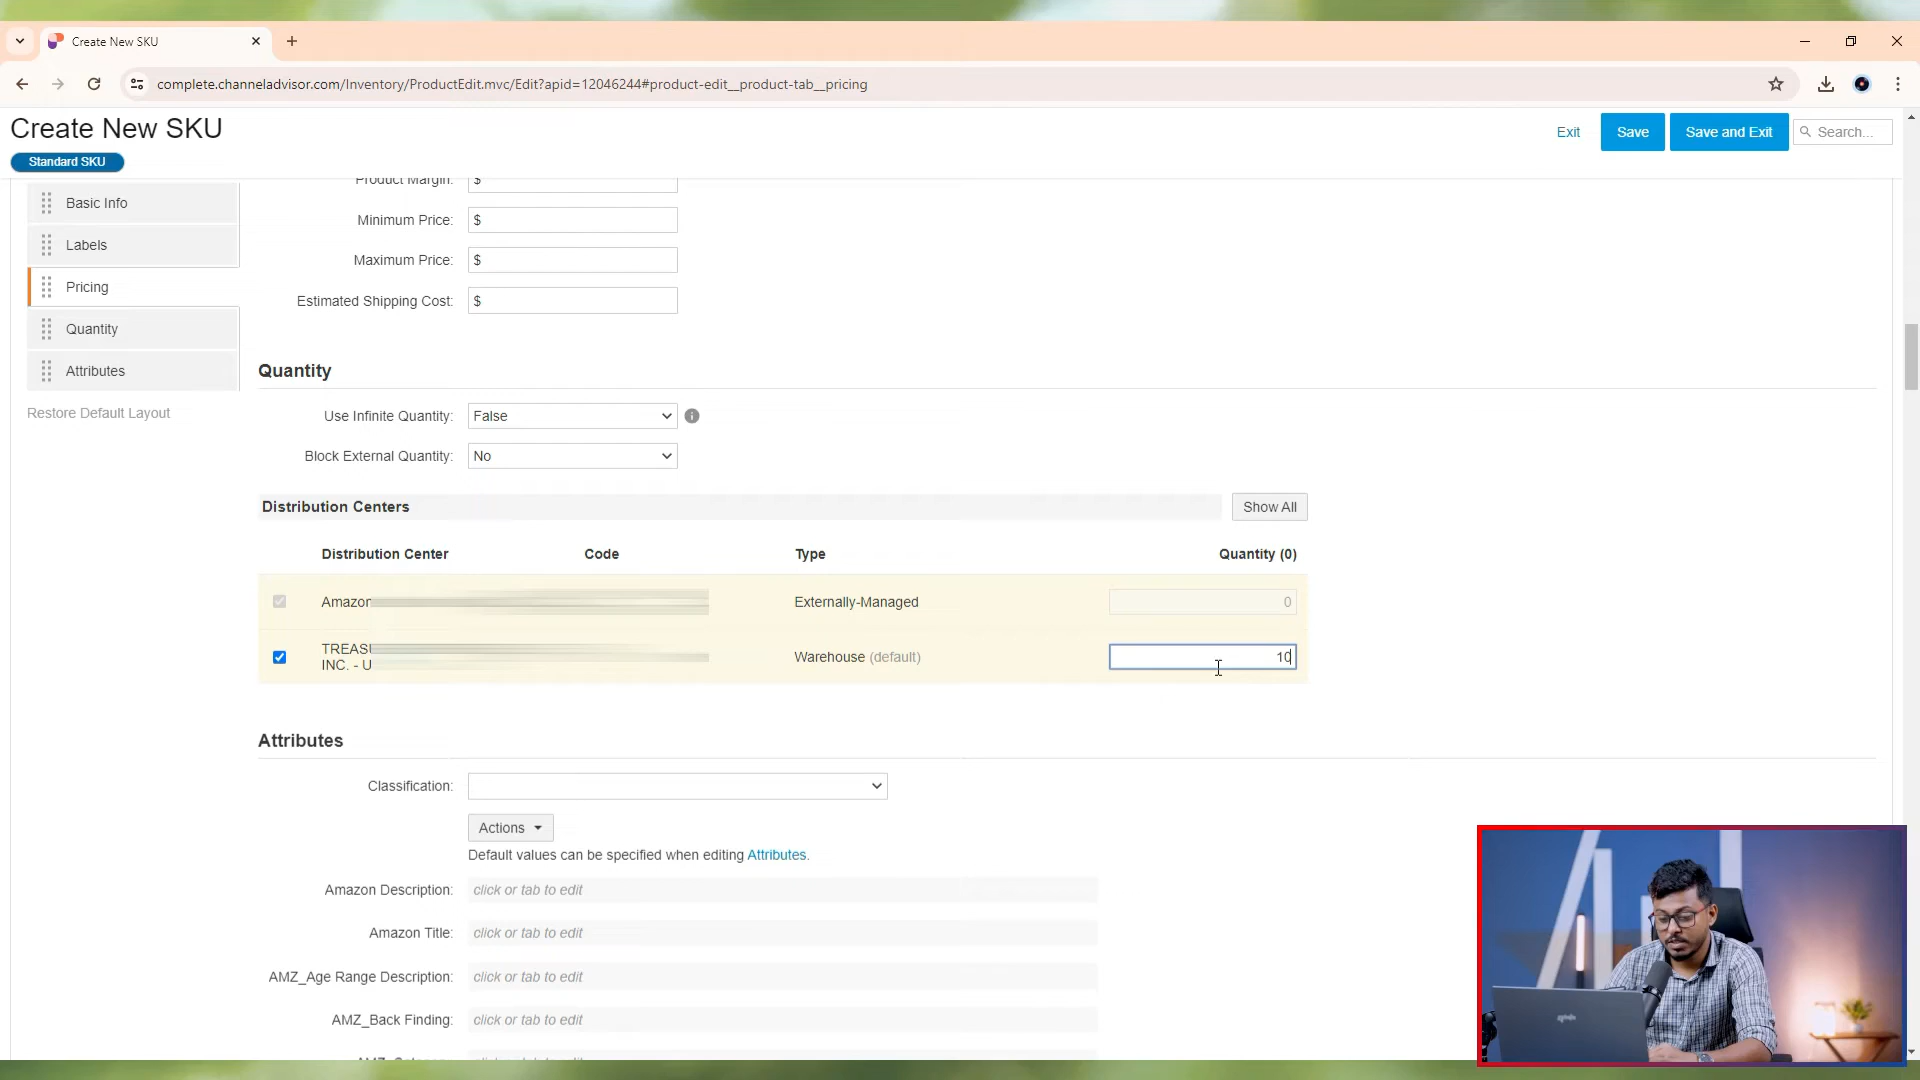 Create New SKU
complete.channeladvisor.com/Inventory/ProductEdit.mvc/Edit?apid=12046244#product-edit__product-tab__pricing
Create New SKU
Exit
Save
Save and Exit
Search...
Standard SKU
Basic Info
Labels
Pricing
Quantity
Attributes
Restore Default Layout
Product Margin: $
Minimum Price: $
Maximum Price: $
Estimated Shipping Cost: $
Quantity
Use Infinite Quantity: False
Block External Quantity: No
Distribution Centers
Show All
Distribution Center Code Type Quantity (0)
Amazon Externally-Managed 0
TREASU Warehouse (default) 10
INC. - U
Attributes
Classification:
Actions
Default values can be specified when editing Attributes.
Amazon Description: click or tab to edit
Amazon Title: click or tab to edit
AMZ_Age Range Description: click or tab to edit
AMZ_Back Finding: click or tab to edit